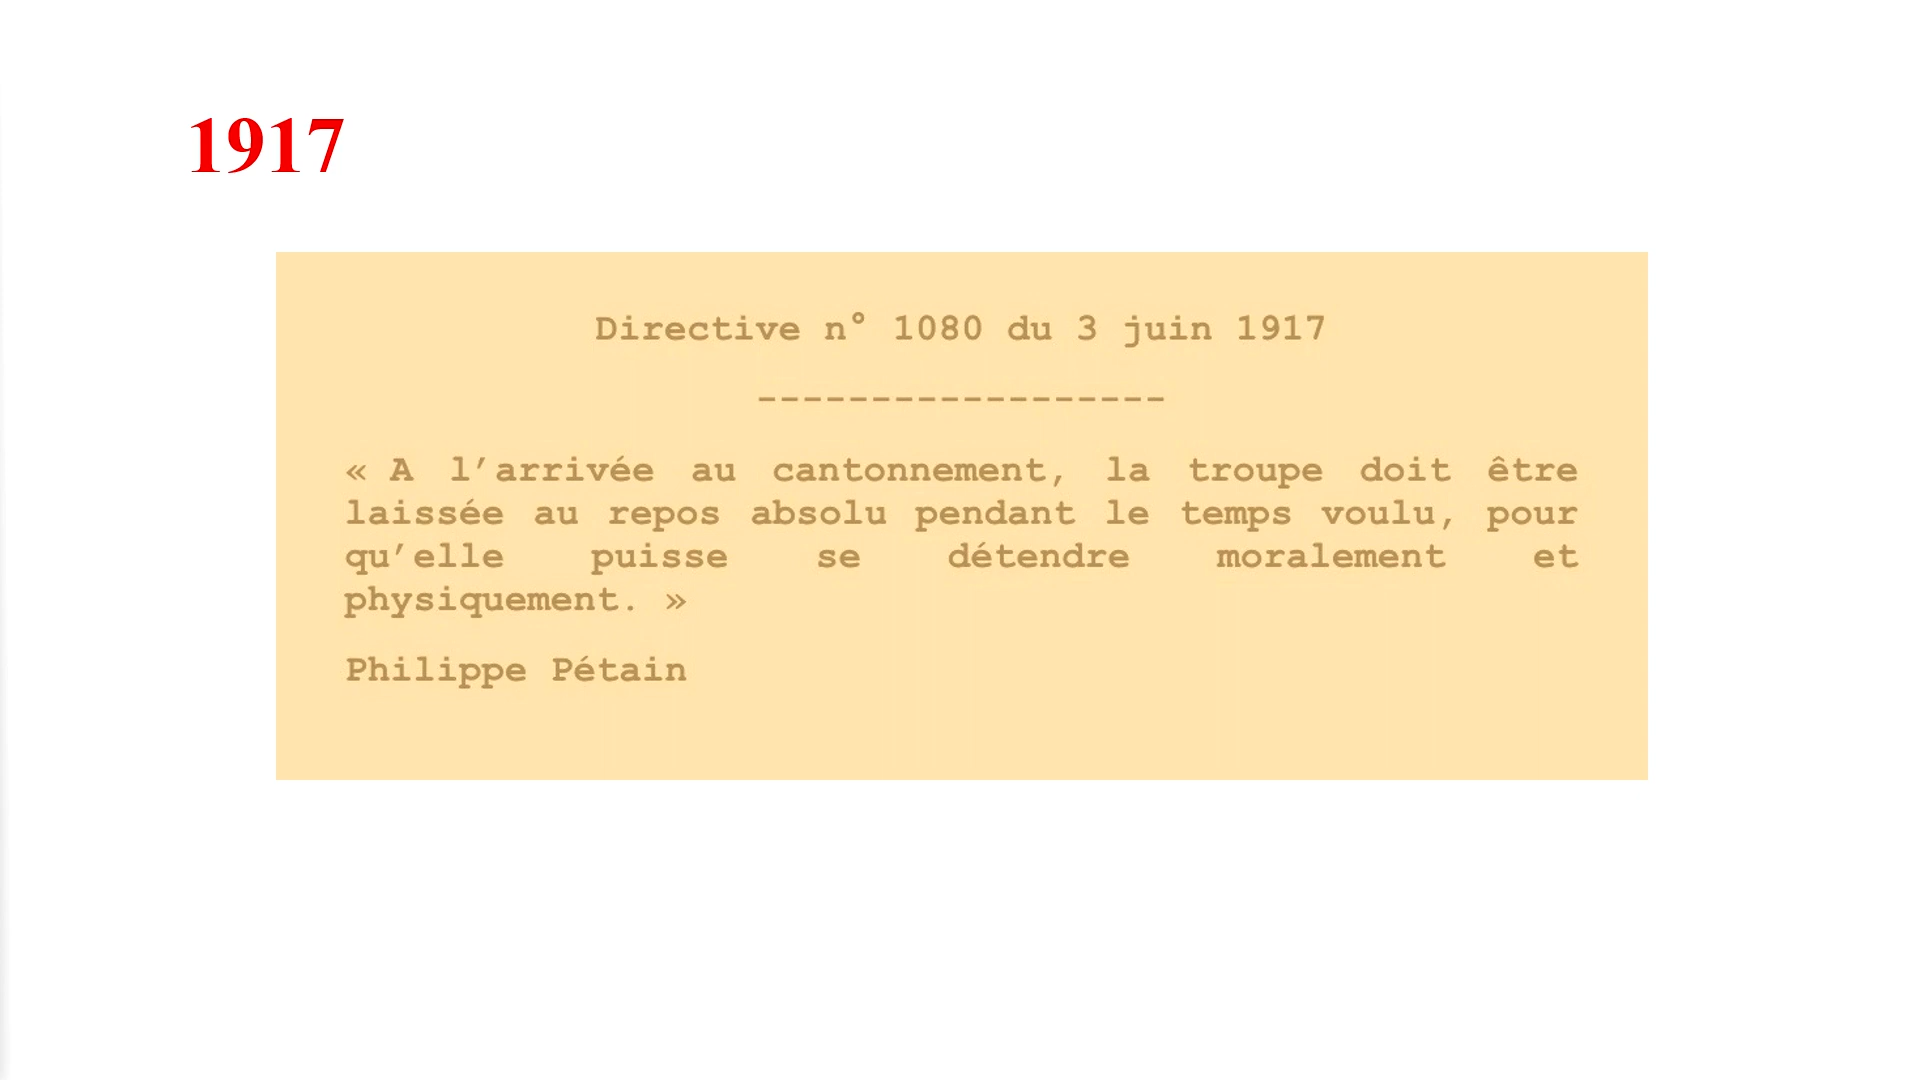 1917
Directive n° 1080 du 3 juin 1917
------------------
« A l’arrivée au cantonnement, la troupe doit être
laissée au repos absolu pendant le temps voulu, pour
qu’elle puisse se détendre moralement et
physiquement. »
Philippe Pétain